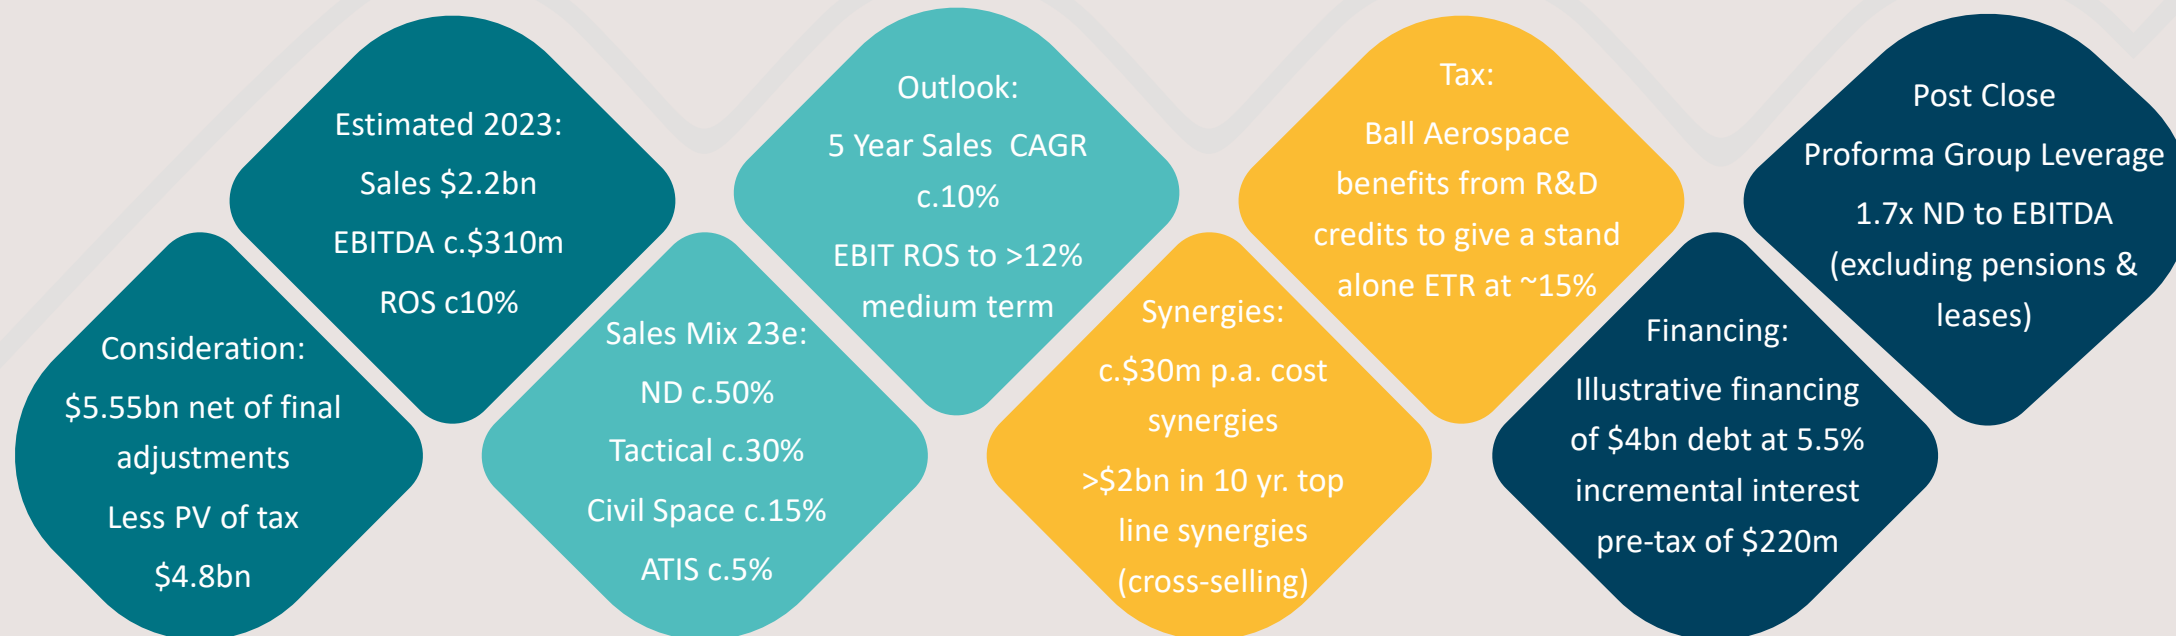 Consideration:
$5.55bn net of final
adjustments
Less PV of tax
$4.8bn
Estimated 2023:
Sales $2.2bn
EBITDA c.$310m
ROS c10%
Sales Mix 23e:
ND c.50%
Tactical c.30%
Civil Space c.15%
ATIS c.5%
Outlook:
5 Year Sales  CAGR
c.10%
EBIT ROS to >12%
medium term
Synergies:
c.$30m p.a. cost
synergies
>$2bn in 10 yr. top
line synergies
(cross-selling)
Tax:
Ball Aerospace
benefits from R&D
credits to give a stand
alone ETR at ~15%
Financing:
Illustrative financing
of $4bn debt at 5.5%
incremental interest
pre-tax of $220m
Post Close
Proforma Group Leverage
1.7x ND to EBITDA
(excluding pensions &
leases)